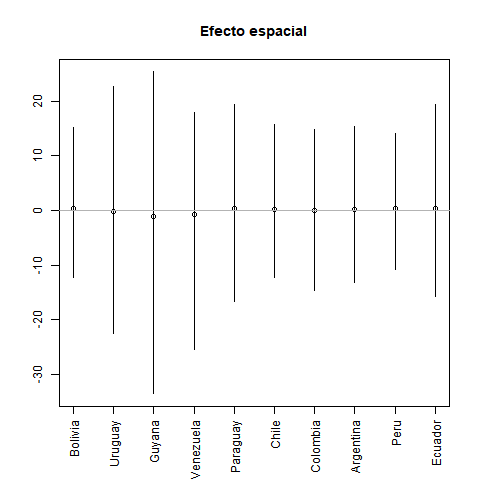 Efecto espacial
20
10
0
-10
-20
-30
Bolivia
Uruguay
Guyana
Venezuela
Paraguay
Chile
Colombia
Argentina
Peru
Ecuador